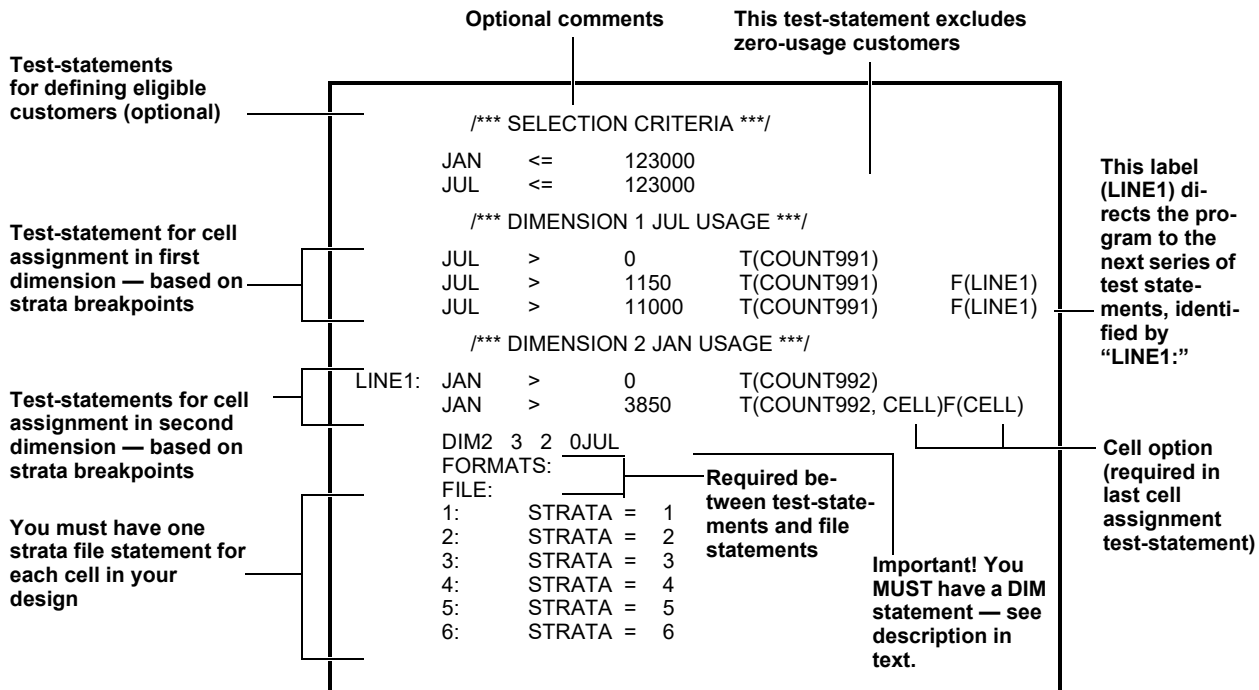 Optional comments
This test-statement excludes
zero-usage customers
Test-statements
for defining eligible
customers (optional)
/*** SELECTION CRITERIA ***/
JAN <= 123000
JUL <= 123000
This label
(LINE1) di-
rects the pro-
gram to the
next series of
test state-
ments, identi-
fied by
“LINE1:”
/*** DIMENSION 1 JUL USAGE ***/
Test-statement for cell
assignment in first
dimension — based on
strata breakpoints
JUL > 0 T(COUNT991)
JUL > 1150 T(COUNT991) F(LINE1)
JUL > 11000 T(COUNT991) F(LINE1)
/*** DIMENSION 2 JAN USAGE ***/
Test-statements for cell
assignment in second
dimension — based on
strata breakpoints
LINE1: JAN > 0 T(COUNT992)
JAN > 3850 T(COUNT992, CELL)F(CELL)
Cell option
(required in
last cell
assignment
test-statement)
DIM2 3 2 0JUL
FORMATS:
FILE:
Required be-
tween test-state-
ments and file
statements
Important! You
MUST have a DIM
statement — see
description in
text.
You must have one
strata file statement for
each cell in your
design
1: STRATA = 1
2: STRATA = 2
3: STRATA = 3
4: STRATA = 4
5: STRATA = 5
6: STRATA = 6